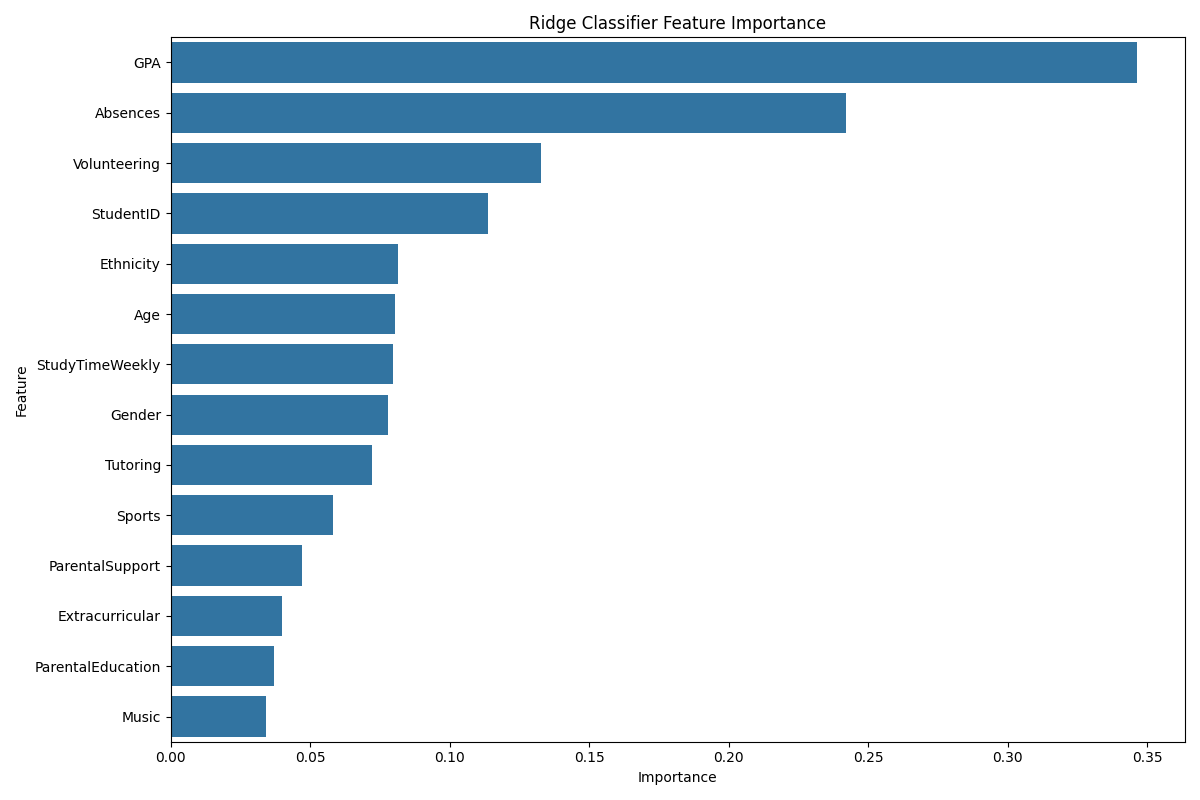 Ridge Classifier Feature Importance
GPA
Absences
Volunteering
StudentID
Ethnicity
Age
StudyTimeWeekly
Gender
Tutoring
Sports
ParentalSupport
Extracurricular
ParentalEducation
Music
Feature
0.00 0.05 0.10 0.15 0.20 0.25 0.30 0.35
Importance